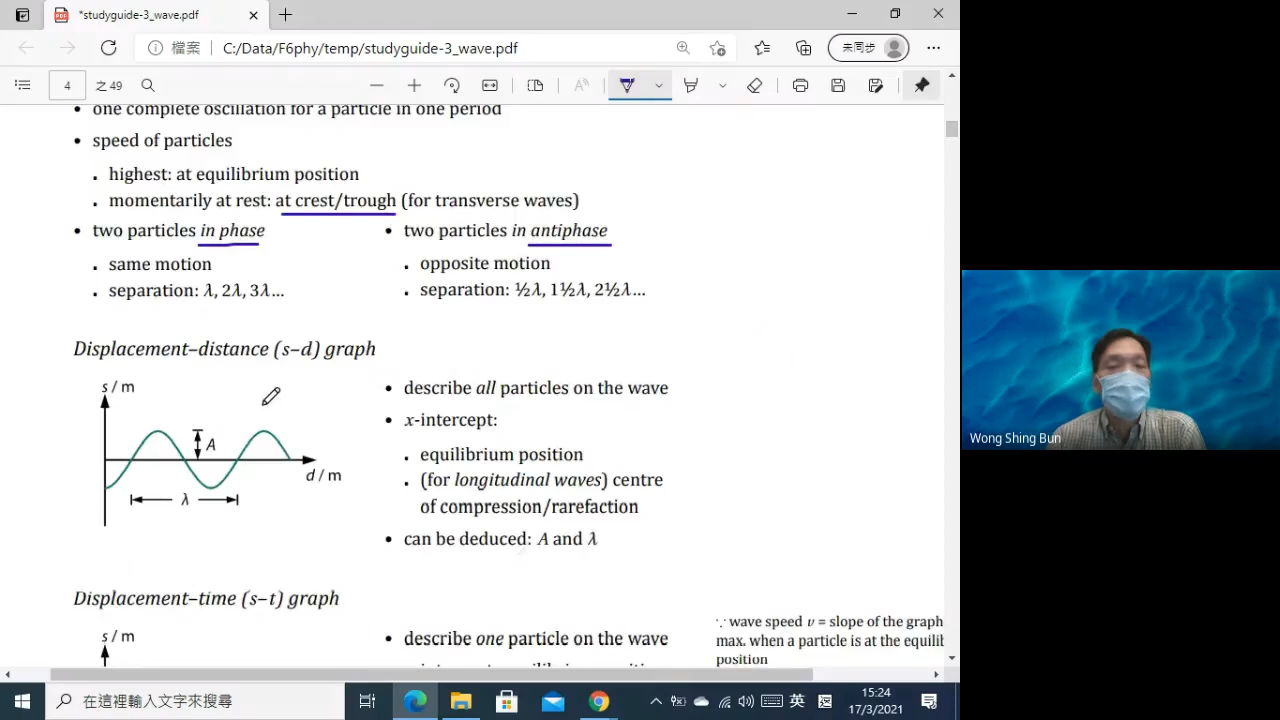 *studyguide-3_wave.pdf
檔案
C:/Data/F6phy/temp/studyguide-3_wave.pdf
未同步
4
之 49
• one complete oscillation for a particle in one period
• speed of particles
. highest: at equilibrium position
. momentarily at rest: at crest/trough (for transverse waves)
• two particles in phase
. same motion
. separation: λ, 2λ, 3λ…
• two particles in antiphase
. opposite motion
. separation: ½λ, 1½λ, 2½λ…
Displacement–distance (s–d) graph
s / m
A
d / m
λ
• describe all particles on the wave
• x-intercept:
. equilibrium position
. (for longitudinal waves) centre
of compression/rarefaction
• can be deduced: A and λ
Displacement–time (s–t) graph
s / m
• describe one particle on the wave
∵ wave speed v = slope of the graph
max. when a particle is at the equilib
position
Wong Shing Bun
在這裡輸入文字來搜尋
英
15:24
17/3/2021